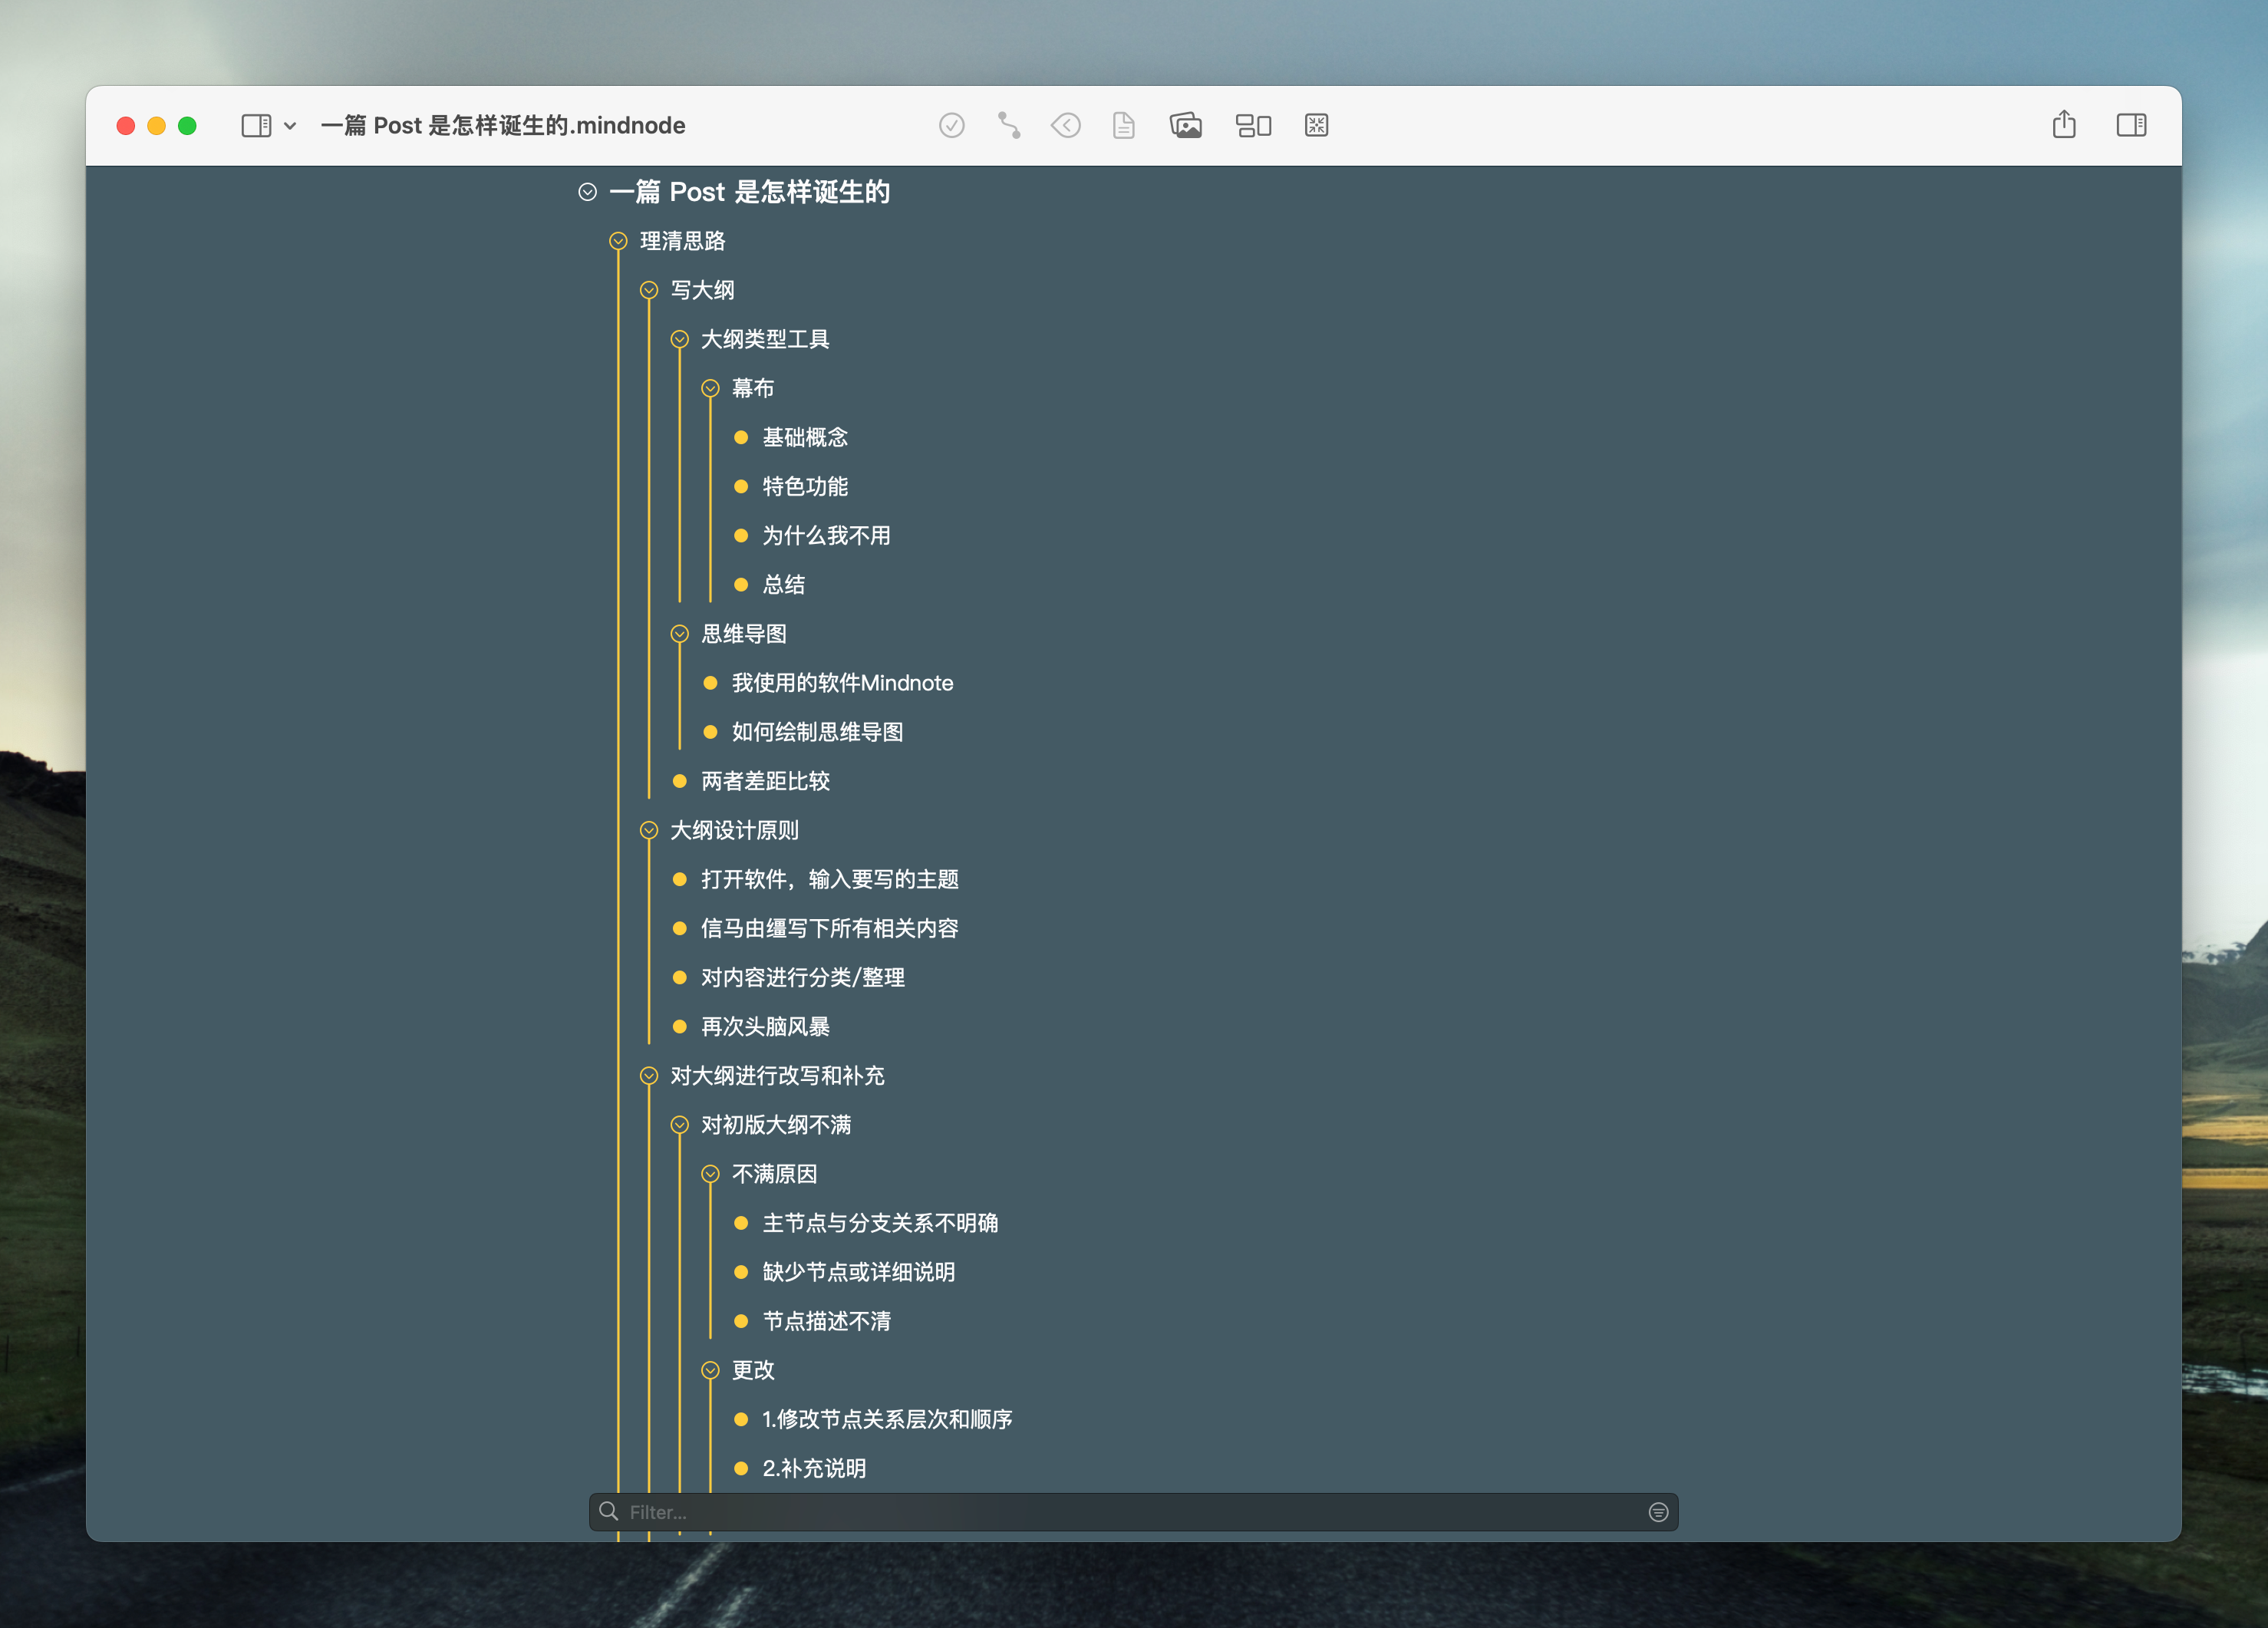 一篇 Post 是怎样诞生的.mindnode
一篇 Post 是怎样诞生的
理清思路
写大纲
大纲类型工具
幕布
基础概念
特色功能
为什么我不用
总结
思维导图
我使用的软件Mindnote
如何绘制思维导图
两者差距比较
大纲设计原则
打开软件，输入要写的主题
信马由缰写下所有相关内容
对内容进行分类/整理
再次头脑风暴
对大纲进行改写和补充
对初版大纲不满
不满原因
主节点与分支关系不明确
缺少节点或详细说明
节点描述不清
更改
1.修改节点关系层次和顺序
2.补充说明
Filter...